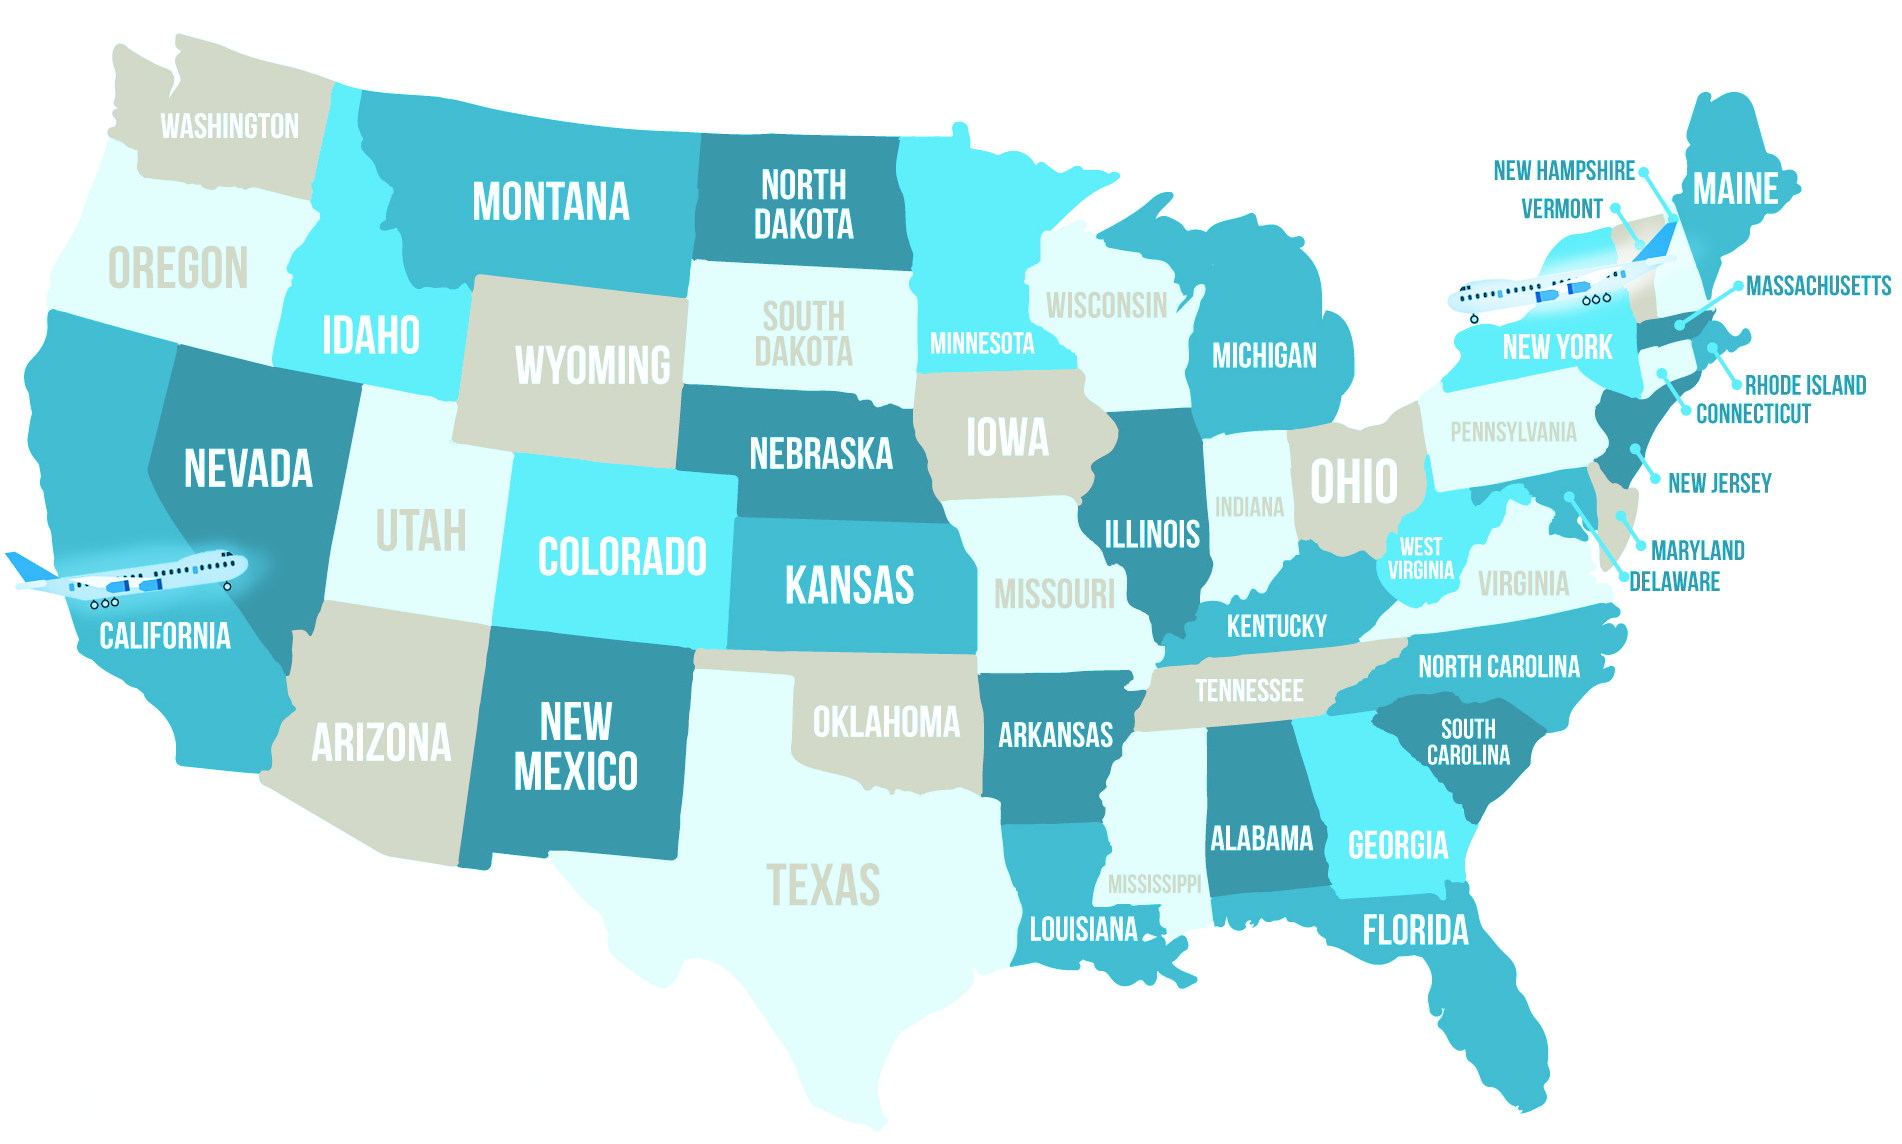 WASHINGTON
OREGON
IDAHO
MONTANA
NORTH
DAKOTA
SOUTH
DAKOTA
MINNESOTA
WISCONSIN
MICHIGAN
NEW HAMPSHIRE
VERMONT
MAINE
MASSACHUSETTS
NEW YORK
RHODE ISLAND
CONNECTICUT
PENNSYLVANIA
NEW JERSEY
MARYLAND
DELAWARE
WYOMING
NEBRASKA
IOWA
ILLINOIS
INDIANA
OHIO
WEST
VIRGINIA
VIRGINIA
NEVADA
UTAH
COLORADO
KANSAS
MISSOURI
KENTUCKY
CALIFORNIA
ARIZONA
NEW
MEXICO
OKLAHOMA
ARKANSAS
TENNESSEE
NORTH CAROLINA
SOUTH
CAROLINA
TEXAS
LOUISIANA
MISSISSIPPI
ALABAMA
GEORGIA
FLORIDA